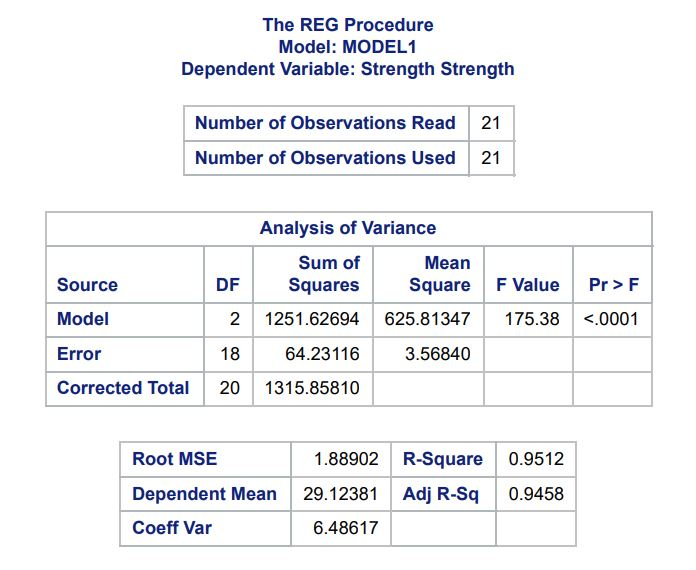 The REG Procedure
Model: MODEL1
Dependent Variable: Strength Strength
Number of Observations Read 21
Number of Observations Used 21
Analysis of Variance
Source DF Sum of Squares Mean Square F Value Pr > F
Model 2 1251.62694 625.81347 175.38 <.0001
Error 18 64.23116 3.56840
Corrected Total 20 1315.85810
Root MSE 1.88902 R-Square 0.9512
Dependent Mean 29.12381 Adj R-Sq 0.9458
Coeff Var 6.48617